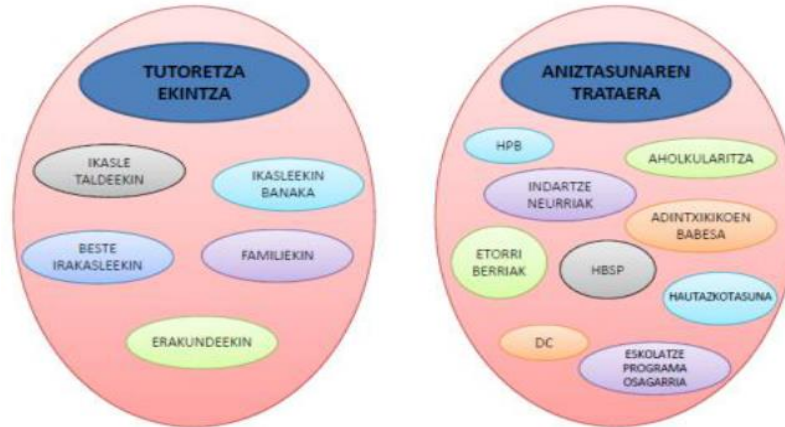 TUTORETZA
EKINTZA
IKASLE
TALDEEKIN
IKASLEEKIN
BANAKA
BESTE
IRAKASLEEKIN
FAMILIEKIN
ERAKUNDEEKIN
ANIZTASUNAREN
TRATAERA
HPB
AHOLKULARITZA
INDARTZE
NEURRIAK
ADINTXIKIKOEN
BABESA
ETORRI
BERRIAK
HBSP
HAUTAZKOTASUNA
DC
ESKOLATZE
PROGRAMA
OSAGARRIA